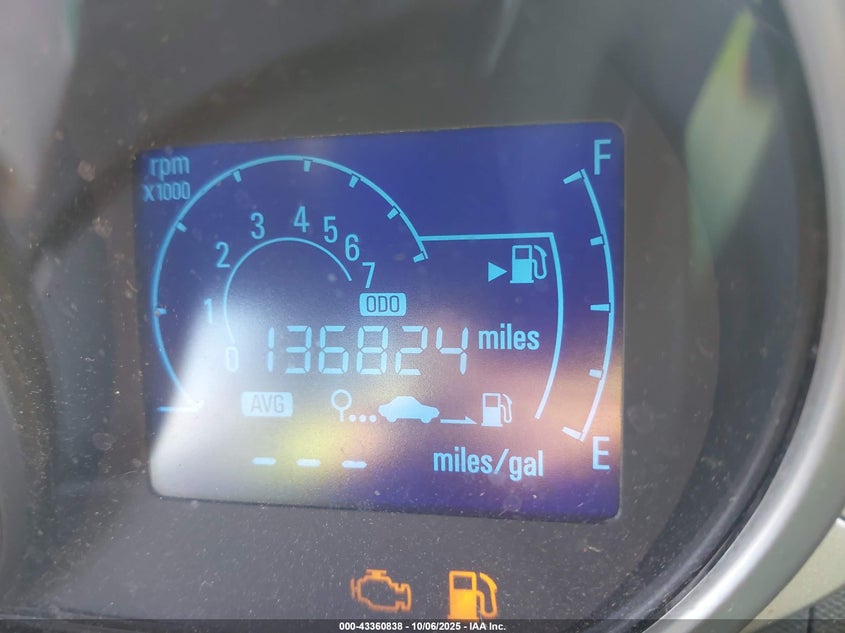 rpm
X1000
F
0 1 2 3 4 5 6 7
ODO
136824 miles
AVG
--- miles/gal
E
000-43360838 - 10/06/2025 - IAA Inc.